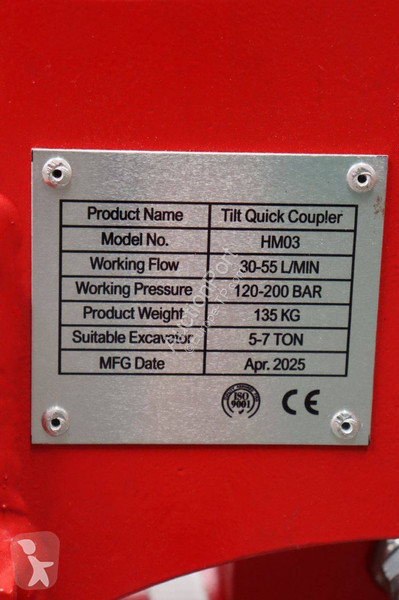 Product Name Tilt Quick Coupler
Model No. HM03
Working Flow 30-55 L/MIN
Working Pressure 120-200 BAR
Product Weight 135 KG
Suitable Excavator 5-7 TON
MFG Date Apr. 2025
ISO
9001
CE